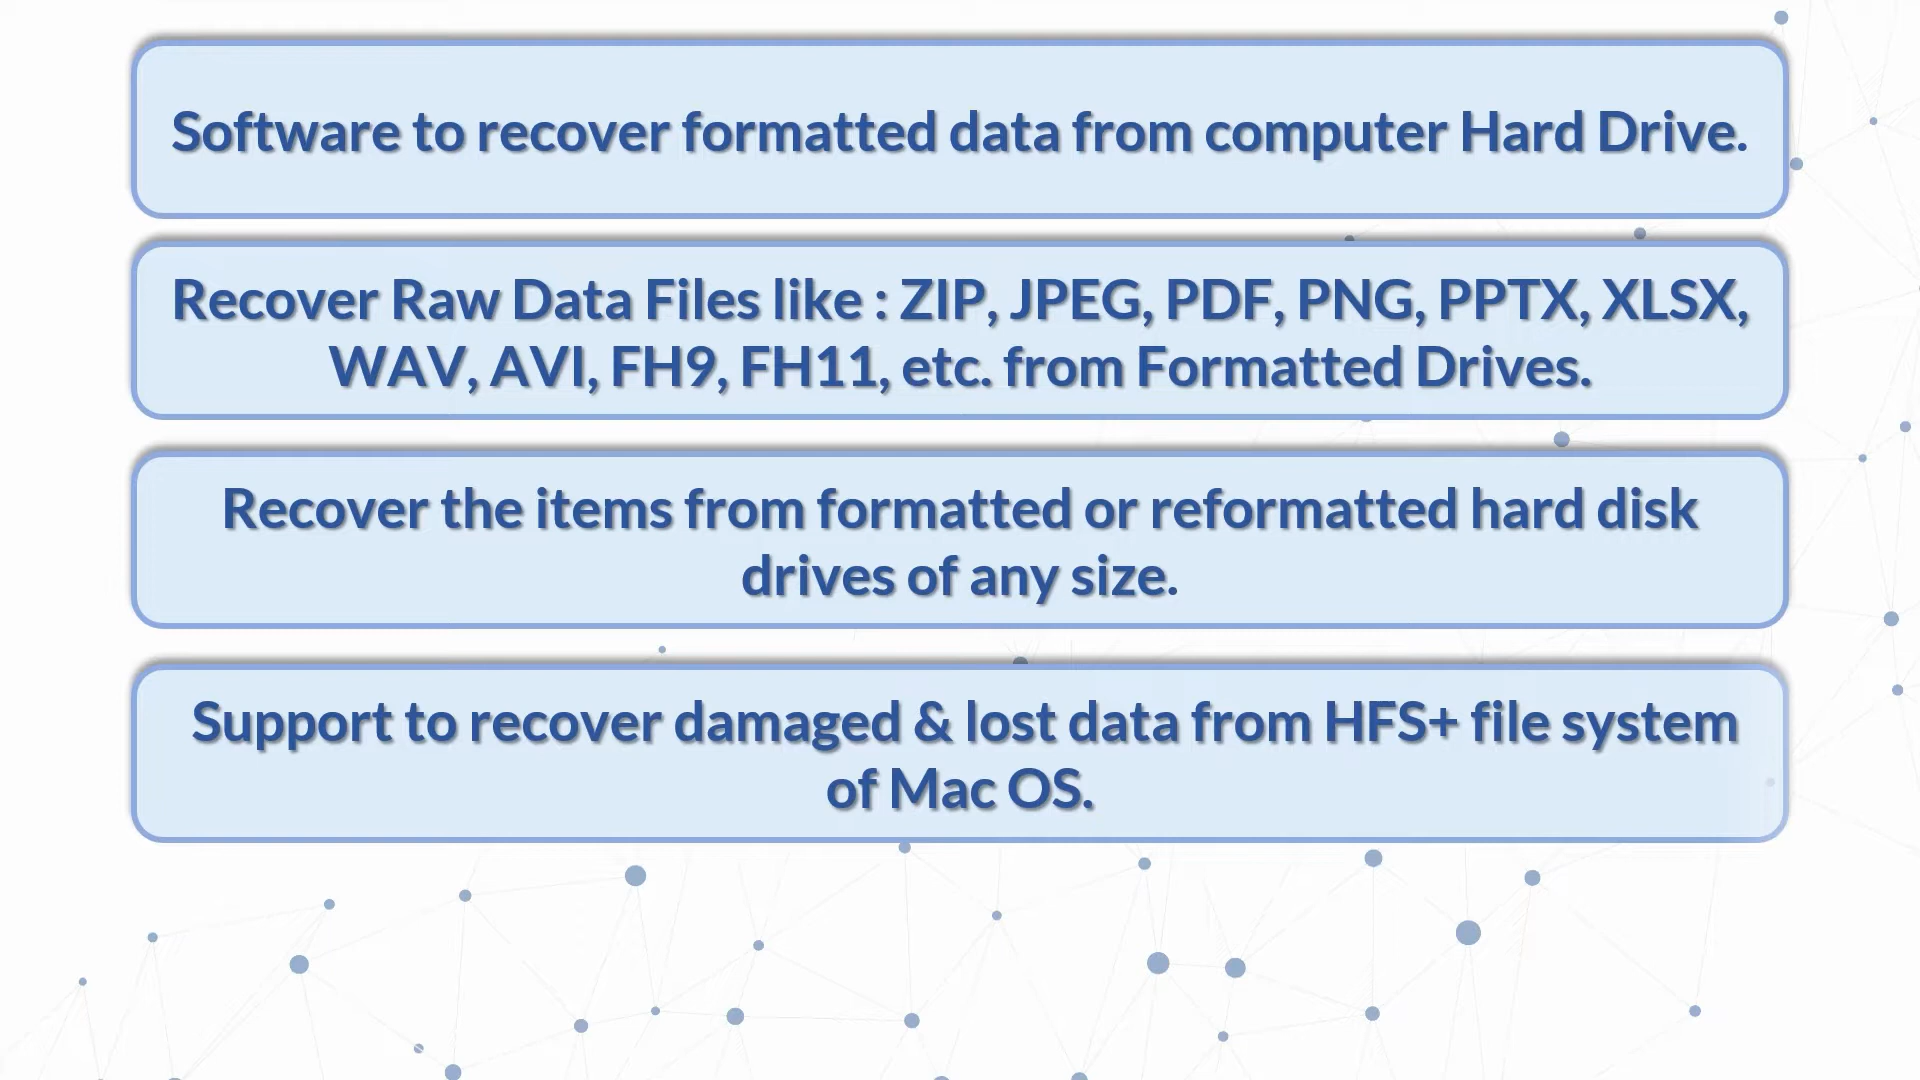 Software to recover formatted data from computer Hard Drive.
Recover Raw Data Files like : ZIP, JPEG, PDF, PNG, PPTX, XLSX,
WAV, AVI, FH9, FH11, etc. from Formatted Drives.
Recover the items from formatted or reformatted hard disk
drives of any size.
Support to recover damaged & lost data from HFS+ file system
of Mac OS.